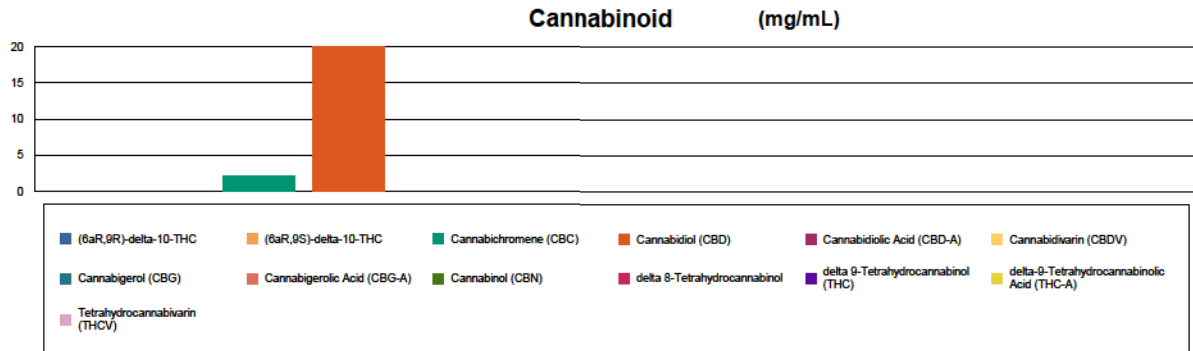 Cannabinoid (mg/mL)
20
15
10
5
0
(6aR,9R)-delta-10-THC
(6aR,9S)-delta-10-THC
Cannabichromene (CBC)
Cannabidiol (CBD)
Cannabidiolic Acid (CBD-A)
Cannabidivarin (CBDV)
Cannabigerol (CBG)
Cannabigerolic Acid (CBG-A)
Cannabinol (CBN)
delta 8-Tetrahydrocannabinol
delta 9-Tetrahydrocannabinol
(THC)
delta-9-Tetrahydrocannabinolic
Acid (THC-A)
Tetrahydrocannabivarin
(THCV)